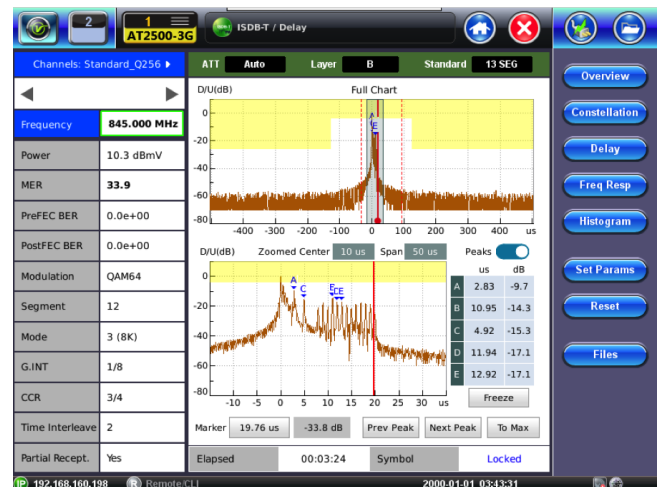 2
1
AT2500-3G
ISDB-T / Delay
Channels: Standard_Q256
ATT Auto Layer B Standard 13 SEG
Frequency 845.000 MHz
Power 10.3 dBmV
MER 33.9
PreFEC BER 0.0e+00
PostFEC BER 0.0e+00
Modulation QAM64
Segment 12
Mode 3 (8K)
G.INT 1/8
CCR 3/4
Time Interleave 2
Partial Recept. Yes
D/U(dB) Full Chart
0
-20
-40
-60
-80
-400 -300 -200 -100 0 100 200 300 400 us
A
E
D/U(dB) Zoomed Center 10 us Span 50 us Peaks
0
-20
-40
-60
-80
-10 -5 0 5 10 15 20 25 30 us
A
C
E
C
E
us dB
A 2.83 -9.7
B 10.95 -14.3
C 4.92 -15.3
D 11.94 -17.1
E 12.92 -17.1
Freeze
Marker 19.76 us -33.8 dB Prev Peak Next Peak To Max
Elapsed 00:03:24 Symbol Locked
Overview
Constellation
Delay
Freq Resp
Histogram
Set Params
Reset
Files
IP 192.168.160.198 R Remote/CLI 2000-01-01 03:43:31